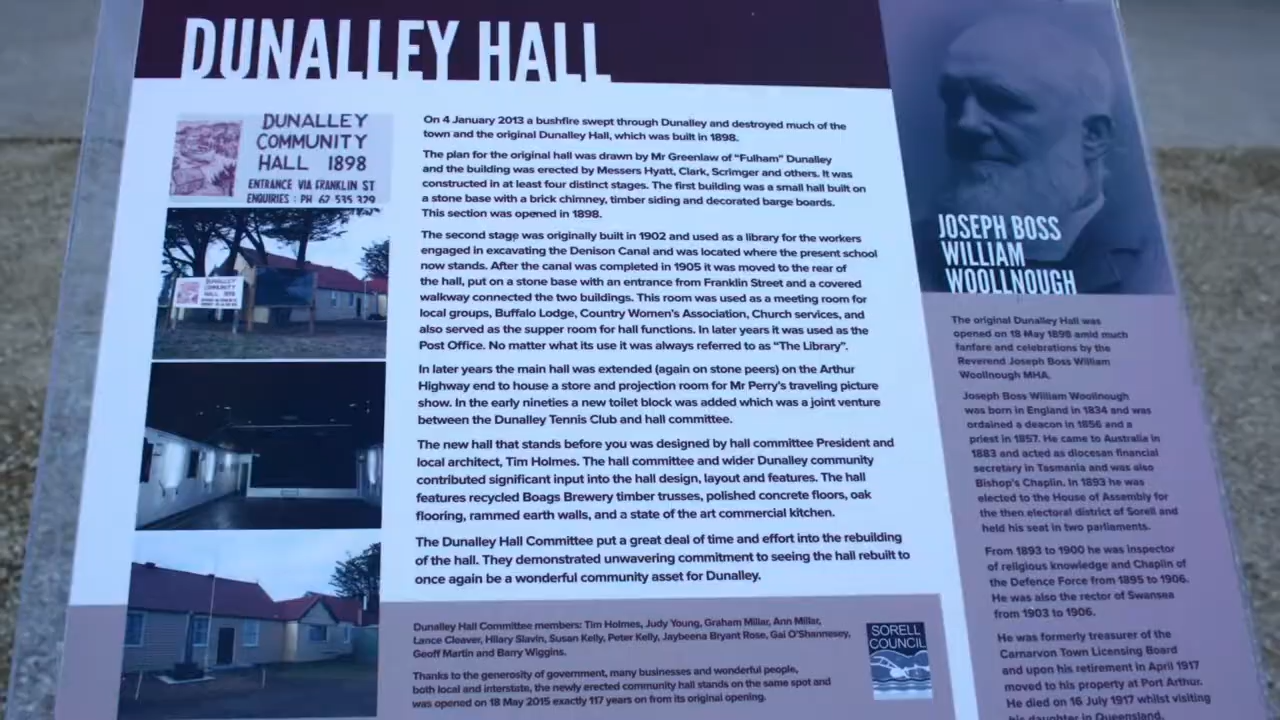 DUNALLEY HALL
DUNALLEY
COMMUNITY
HALL 1898
ENTRANCE VIA FRANKLIN ST
ENQUIRIES : PH 62 535 329
DUNALLEY
COMMUNITY
HALL 1898
On 4 January 2013 a bushfire swept through Dunalley and destroyed much of the
town and the original Dunalley Hall, which was built in 1898.
The plan for the original hall was drawn by Mr Greenlaw of “Fulham” Dunalley
and the building was erected by Messers Hyatt, Clark, Scrimger and others. It was
constructed in at least four distinct stages. The first building was a small hall built on
a stone base with a brick chimney, timber siding and decorated barge boards.
This section was opened in 1898.
The second stage was originally built in 1902 and used as a library for the workers
engaged in excavating the Denison Canal and was located where the present school
now stands. After the canal was completed in 1905 it was moved to the rear of
the hall, put on a stone base with an entrance from Franklin Street and a covered
walkway connected the two buildings. This room was used as a meeting room for
local groups, Buffalo Lodge, Country Women’s Association, Church services, and
also served as the supper room for hall functions. In later years it was used as the
Post Office. No matter what its use it was always referred to as “The Library”.
In later years the main hall was extended (again on stone peers) on the Arthur
Highway end to house a store and projection room for Mr Perry’s traveling picture
show. In the early nineties a new toilet block was added which was a joint venture
between the Dunalley Tennis Club and hall committee.
The new hall that stands before you was designed by hall committee President and
local architect, Tim Holmes. The hall committee and wider Dunalley community
contributed significant input into the hall design, layout and features. The hall
features recycled Boags Brewery timber trusses, polished concrete floors, oak
flooring, rammed earth walls, and a state of the art commercial kitchen.
The Dunalley Hall Committee put a great deal of time and effort into the rebuilding
of the hall. They demonstrated unwavering commitment to seeing the hall rebuilt to
once again be a wonderful community asset for Dunalley.
Dunalley Hall Committee members: Tim Holmes, Judy Young, Graham Millar, Ann Millar,
Lance Cleaver, Hilary Slavin, Susan Kelly, Peter Kelly, Jaybeena Bryant Rose, Gai O’Shannesey,
Geoff Martin and Barry Wiggins.
Thanks to the generosity of government, many businesses and wonderful people,
both local and interstate, the newly erected community hall stands on the same spot and
was opened on 18 May 2015 exactly 117 years on from its original opening.
SORELL
COUNCIL
JOSEPH BOSS
WILLIAM
WOOLLNOUGH
The original Dunalley Hall was
opened on 18 May 1898 amid much
fanfare and celebrations by the
Reverend Joseph Boss William
Woollnough MHA.
Joseph Boss William Woollnough
was born in England in 1834 and was
ordained a deacon in 1856 and a
priest in 1857. He came to Australia in
1883 and acted as diocesan financial
secretary in Tasmania and was also
Bishop’s Chaplin. In 1893 he was
elected to the House of Assembly for
the then electoral district of Sorell and
held his seat in two parliaments.
From 1893 to 1900 he was inspector
of religious knowledge and Chaplin of
the Defence Force from 1895 to 1906.
He was also the rector of Swansea
from 1903 to 1906.
He was formerly treasurer of the
Carnarvon Town Licensing Board
and upon his retirement in April 1917
moved to his property at Port Arthur.
He died on 16 July 1917 whilst visiting
his daughter in Queensland.